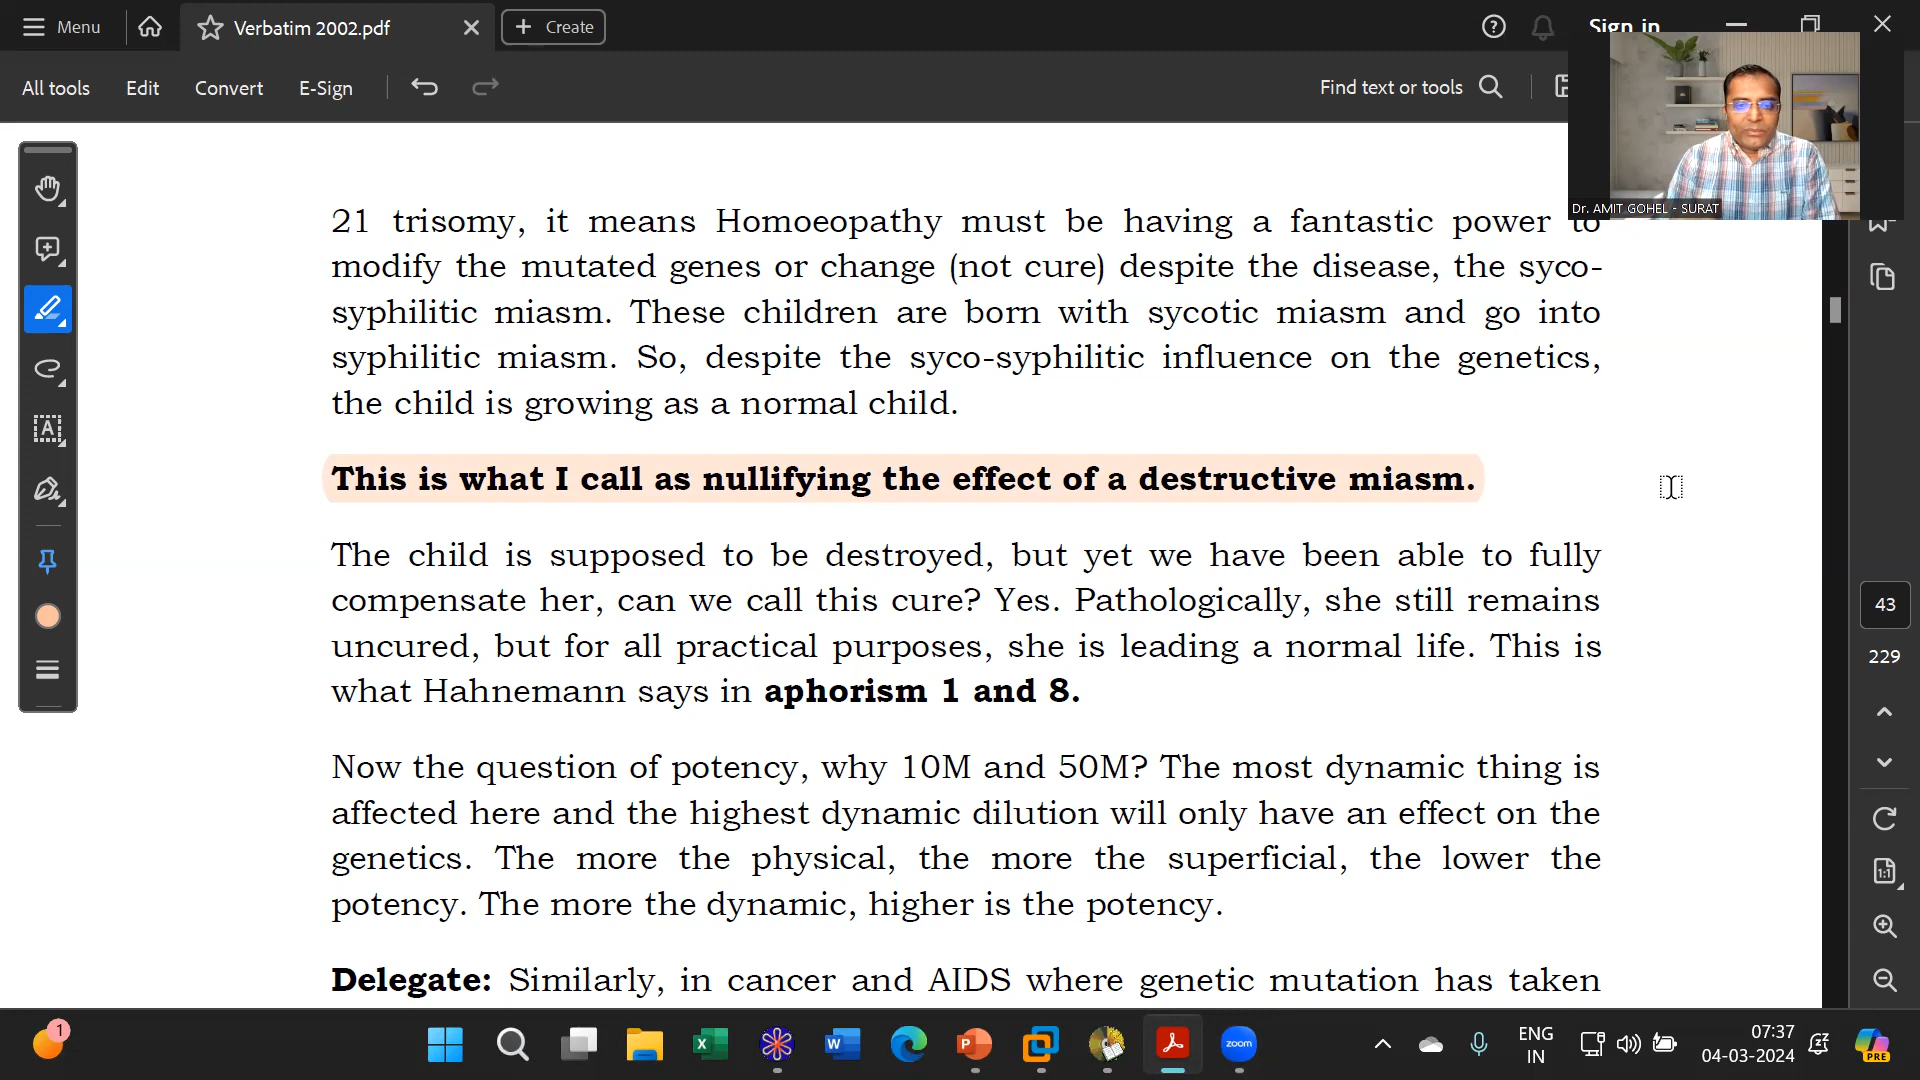 Menu
Verbatim 2002.pdf
Create
Sign in
All tools
Edit
Convert
E-Sign
Find text or tools
Dr. AMIT GOHEL - SURAT
21 trisomy, it means Homoeopathy must be having a fantastic power to
modify the mutated genes or change (not cure) despite the disease, the syco-
syphilitic miasm. These children are born with sycotic miasm and go into
syphilitic miasm. So, despite the syco-syphilitic influence on the genetics,
the child is growing as a normal child.
This is what I call as nullifying the effect of a destructive miasm.
The child is supposed to be destroyed, but yet we have been able to fully
compensate her, can we call this cure? Yes. Pathologically, she still remains
uncured, but for all practical purposes, she is leading a normal life. This is
what Hahnemann says in aphorism 1 and 8.
Now the question of potency, why 10M and 50M? The most dynamic thing is
affected here and the highest dynamic dilution will only have an effect on the
genetics. The more the physical, the more the superficial, the lower the
potency. The more the dynamic, higher is the potency.
Delegate: Similarly, in cancer and AIDS where genetic mutation has taken
43
229
1:1
1
zoom
ENG
IN
07:37
04-03-2024
PRE